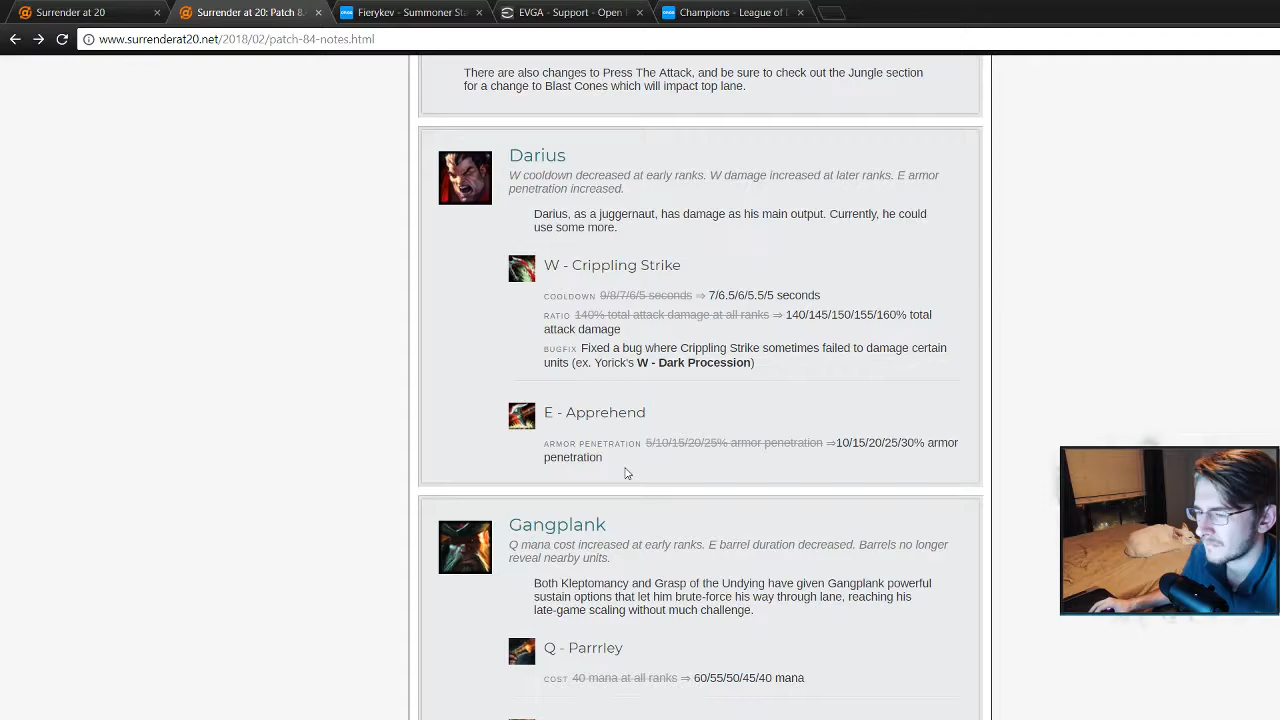 Surrender at 20
Surrender at 20: Patch 8.
Fierykev - Summoner Sta
EVGA - Support - Open
Champions - League of L
www.surrenderat20.net/2018/02/patch-84-notes.html
There are also changes to Press The Attack, and be sure to check out the Jungle section
for a change to Blast Cones which will impact top lane.
Darius
W cooldown decreased at early ranks. W damage increased at later ranks. E armor
penetration increased.
Darius, as a juggernaut, has damage as his main output. Currently, he could
use some more.
W - Crippling Strike
COOLDOWN 9/8/7/6/5 seconds ⇒ 7/6.5/6/5.5/5 seconds
RATIO 140% total attack damage at all ranks ⇒ 140/145/150/155/160% total
attack damage
BUGFIX Fixed a bug where Crippling Strike sometimes failed to damage certain
units (ex. Yorick's W - Dark Procession)
E - Apprehend
ARMOR PENETRATION 5/10/15/20/25% armor penetration ⇒10/15/20/25/30% armor
penetration
Gangplank
Q mana cost increased at early ranks. E barrel duration decreased. Barrels no longer
reveal nearby units.
Both Kleptomancy and Grasp of the Undying have given Gangplank powerful
sustain options that let him brute-force his way through lane, reaching his
late-game scaling without much challenge.
Q - Parrrley
COST 40 mana at all ranks ⇒ 60/55/50/45/40 mana